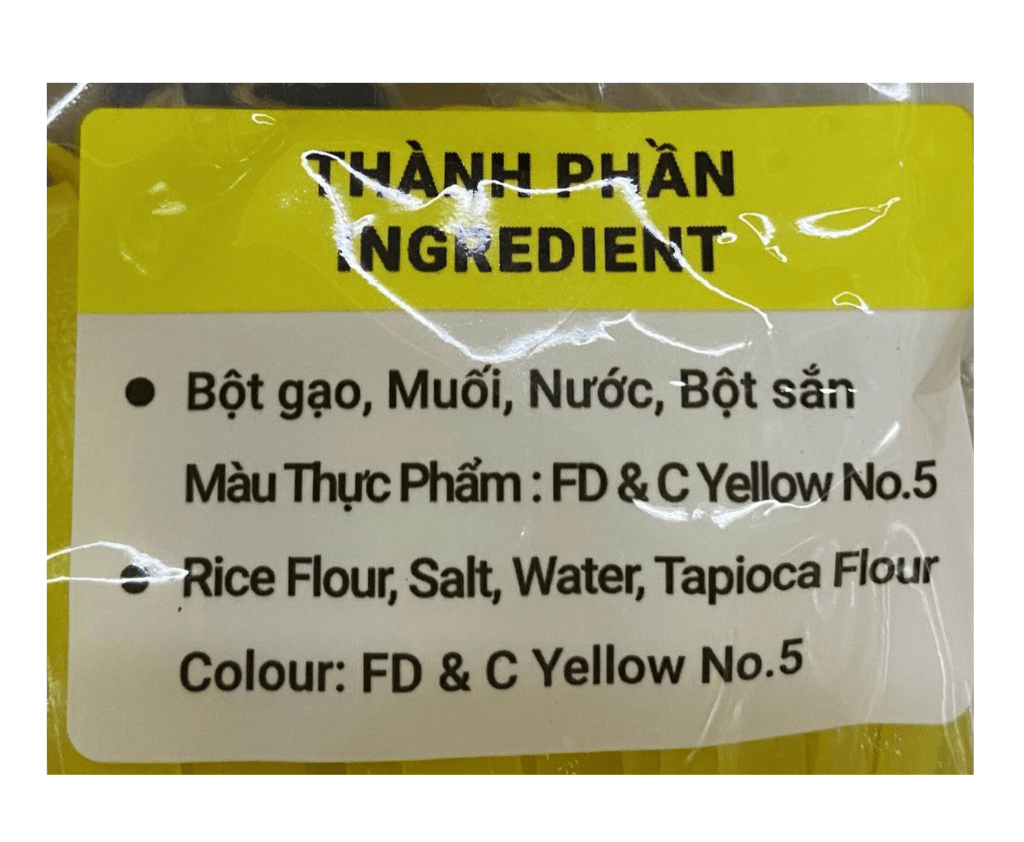 THÀNH PHẦN
INGREDIENT
● Bột gạo, Muối, Nước, Bột sắn
Màu Thực Phẩm : FD & C Yellow No.5
● Rice Flour, Salt, Water, Tapioca Flour
Colour: FD & C Yellow No.5